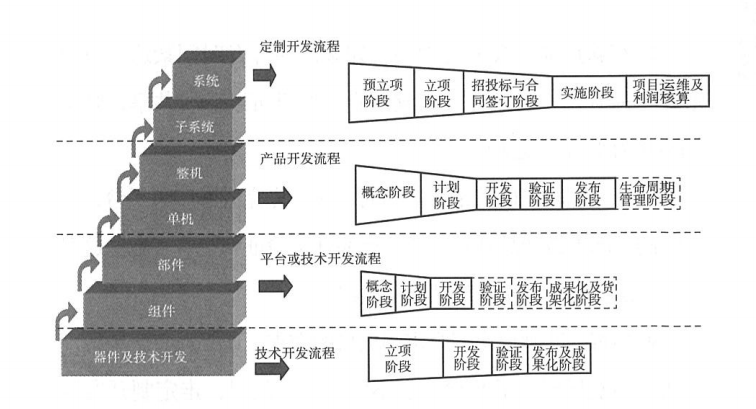 定制开发流程
系统
预立项
阶段
立项
阶段
招投标与合
同签订阶段
实施阶段
项目运维及
利润核算
子系统
产品开发流程
整机
概念阶段
计划
阶段
开发
阶段
验证
阶段
发布
阶段
生命周期
管理阶段
单机
平台或技术开发流程
部件
概念
阶段
计划
阶段
开发
阶段
验证
阶段
发布
阶段
成果化及货
架化阶段
组件
技术开发流程
器件及技术开发
立项
阶段
开发
阶段
验证
阶段
发布及成
果化阶段